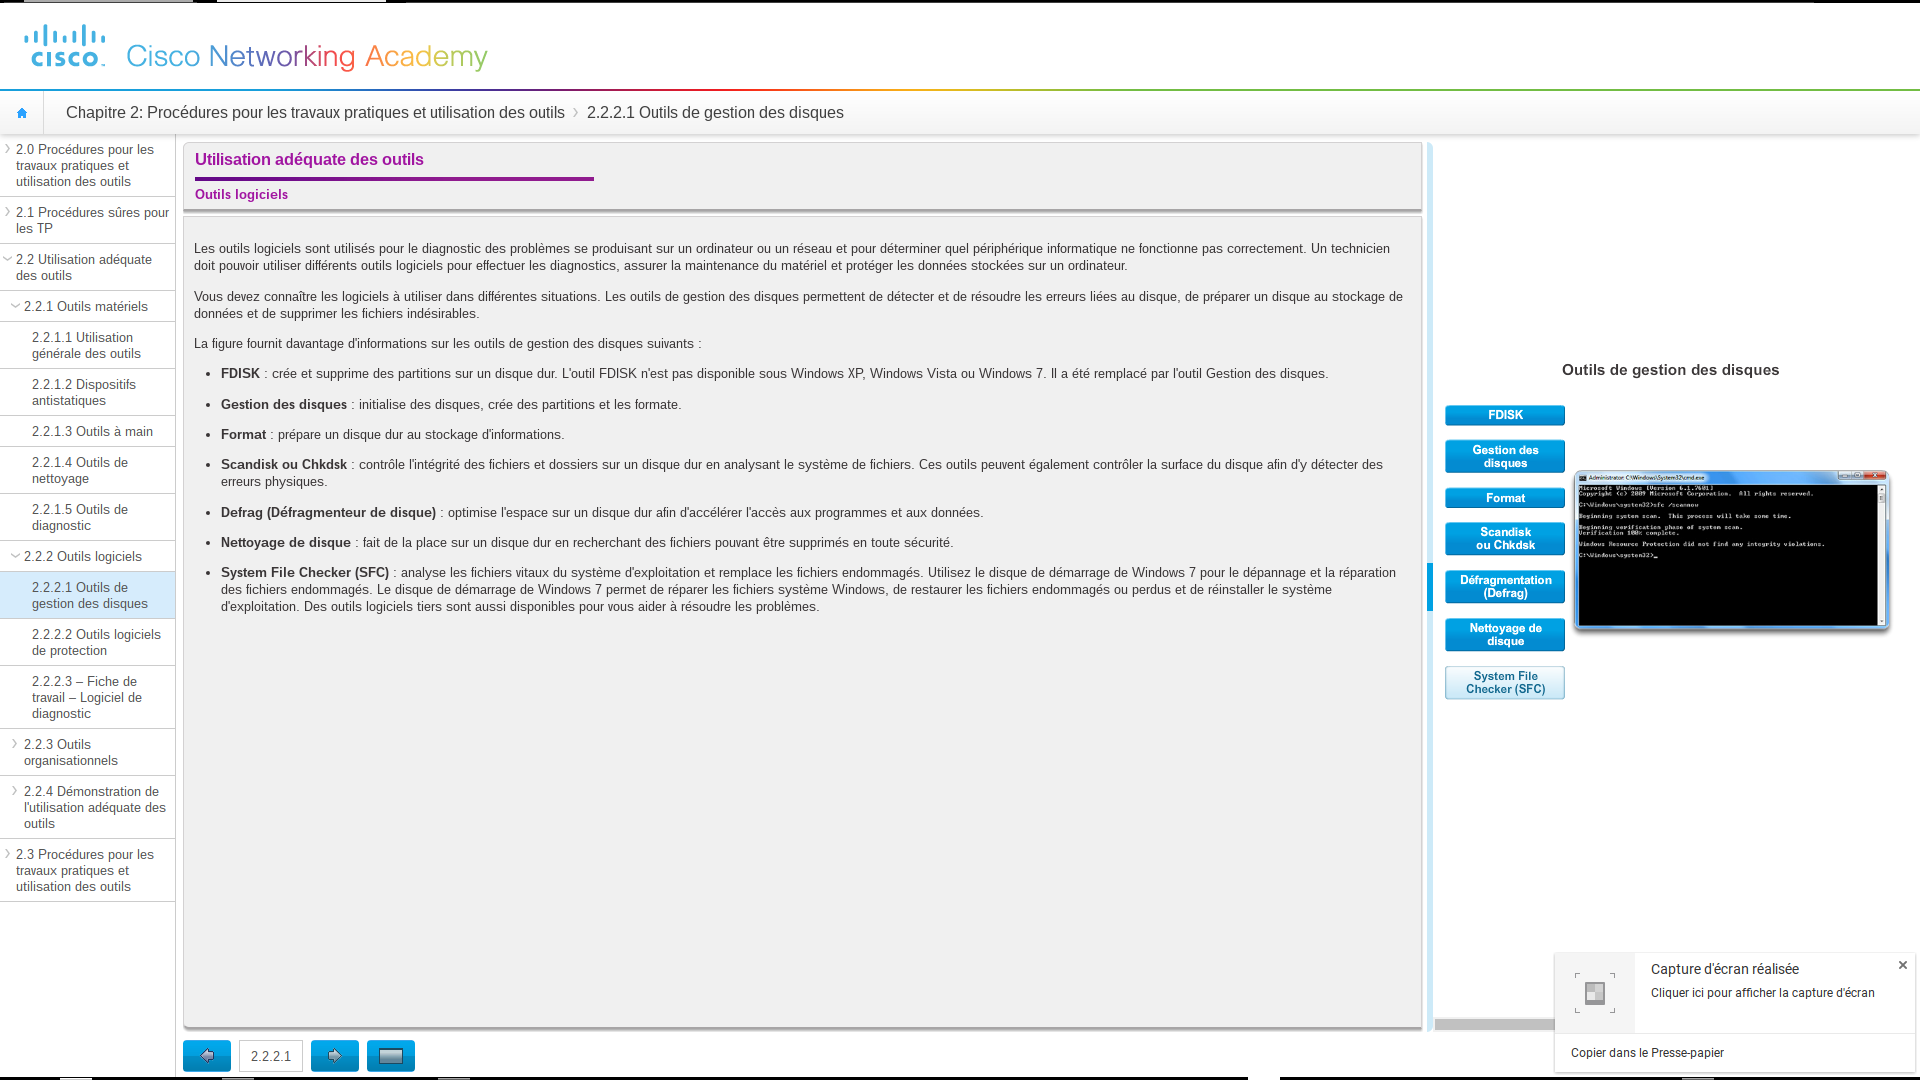 cisco
Cisco Networking Academy
Chapitre 2: Procédures pour les travaux pratiques et utilisation des outils
2.2.2.1 Outils de gestion des disques
2.0 Procédures pour les
travaux pratiques et
utilisation des outils
2.1 Procédures sûres pour
les TP
2.2 Utilisation adéquate
des outils
2.2.1 Outils matériels
2.2.1.1 Utilisation
générale des outils
2.2.1.2 Dispositifs
antistatiques
2.2.1.3 Outils à main
2.2.1.4 Outils de
nettoyage
2.2.1.5 Outils de
diagnostic
2.2.2 Outils logiciels
2.2.2.1 Outils de
gestion des disques
2.2.2.2 Outils logiciels
de protection
2.2.2.3 – Fiche de
travail – Logiciel de
diagnostic
2.2.3 Outils
organisationnels
2.2.4 Démonstration de
l'utilisation adéquate des
outils
2.3 Procédures pour les
travaux pratiques et
utilisation des outils
Utilisation adéquate des outils
Outils logiciels
Les outils logiciels sont utilisés pour le diagnostic des problèmes se produisant sur un ordinateur ou un réseau et pour déterminer quel périphérique informatique ne fonctionne pas correctement. Un technicien
doit pouvoir utiliser différents outils logiciels pour effectuer les diagnostics, assurer la maintenance du matériel et protéger les données stockées sur un ordinateur.
Vous devez connaître les logiciels à utiliser dans différentes situations. Les outils de gestion des disques permettent de détecter et de résoudre les erreurs liées au disque, de préparer un disque au stockage de
données et de supprimer les fichiers indésirables.
La figure fournit davantage d'informations sur les outils de gestion des disques suivants :
• FDISK : crée et supprime des partitions sur un disque dur. L'outil FDISK n'est pas disponible sous Windows XP, Windows Vista ou Windows 7. Il a été remplacé par l'outil Gestion des disques.
• Gestion des disques : initialise des disques, crée des partitions et les formate.
• Format : prépare un disque dur au stockage d'informations.
• Scandisk ou Chkdsk : contrôle l'intégrité des fichiers et dossiers sur un disque dur en analysant le système de fichiers. Ces outils peuvent également contrôler la surface du disque afin d'y détecter des
erreurs physiques.
• Defrag (Défragmenteur de disque) : optimise l'espace sur un disque dur afin d'accélérer l'accès aux programmes et aux données.
• Nettoyage de disque : fait de la place sur un disque dur en recherchant des fichiers pouvant être supprimés en toute sécurité.
• System File Checker (SFC) : analyse les fichiers vitaux du système d'exploitation et remplace les fichiers endommagés. Utilisez le disque de démarrage de Windows 7 pour le dépannage et la réparation
des fichiers endommagés. Le disque de démarrage de Windows 7 permet de réparer les fichiers système Windows, de restaurer les fichiers endommagés ou perdus et de réinstaller le système
d'exploitation. Des outils logiciels tiers sont aussi disponibles pour vous aider à résoudre les problèmes.
2.2.2.1
Outils de gestion des disques
FDISK
Gestion des
disques
Format
Scandisk
ou Chkdsk
Défragmentation
(Defrag)
Nettoyage de
disque
System File
Checker (SFC)
Administrator: C:\Windows\System32\cmd.exe
Microsoft Windows [Version 6.1.7601]
Copyright (c) 2009 Microsoft Corporation. All rights reserved.
C:\Windows\system32>sfc /scannow
Beginning system scan. This process will take some time.
Beginning verification phase of system scan.
Verification 100% complete.
Windows Resource Protection did not find any integrity violations.
C:\Windows\system32>_
Capture d'écran réalisée
Cliquer ici pour afficher la capture d'écran
Copier dans le Presse-papier